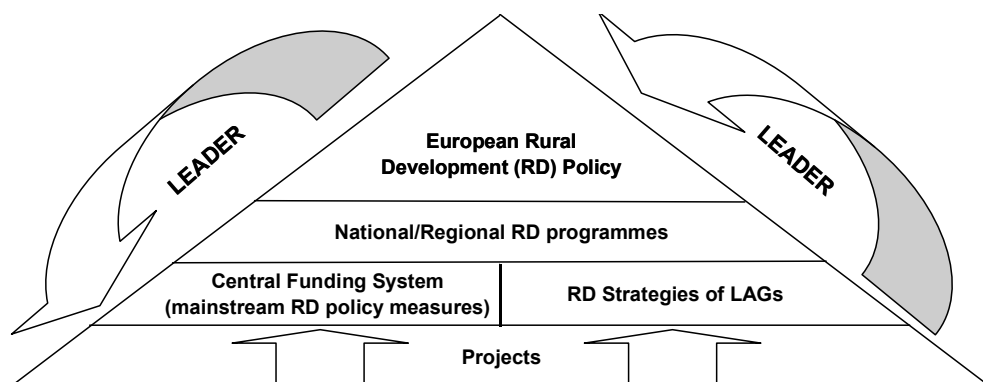 LEADER
LEADER
European Rural
Development (RD) Policy
National/Regional RD programmes
Central Funding System
(mainstream RD policy measures)
RD Strategies of LAGs
Projects